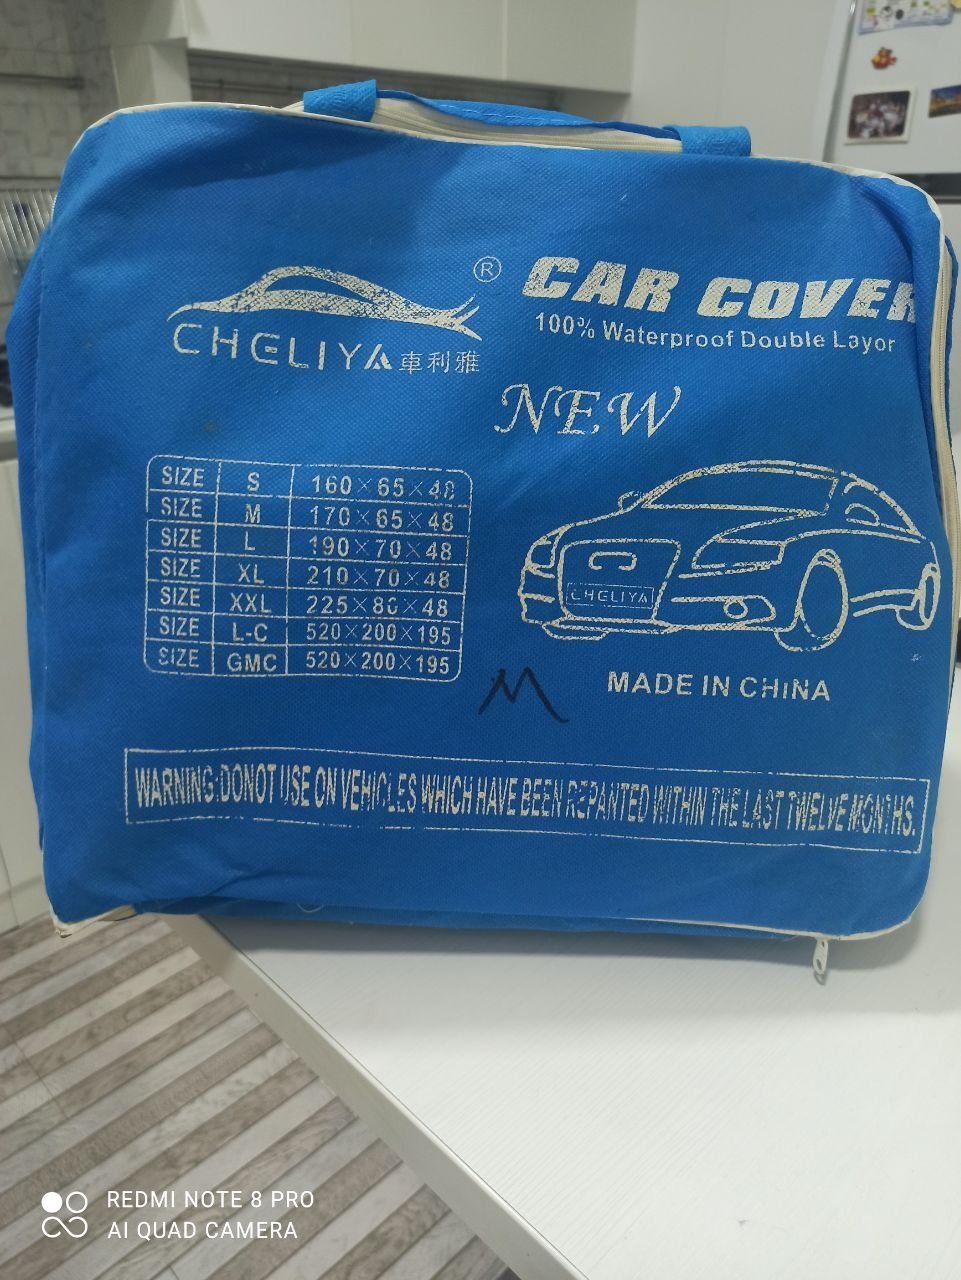 ®
CHELIYA 車利雅
CAR COVER
100% Waterproof Double Layor
NEW
SIZE S 160×65×48
SIZE M 170×65×48
SIZE L 190×70×48
SIZE XL 210×70×48
SIZE XXL 225×80×48
SIZE L-C 520×200×195
SIZE GMC 520×200×195
CHELIYA
M
MADE IN CHINA
WARNING:DONOT USE ON VEHICLES WHICH HAVE BEEN REPANTED WITHIN THE LAST TWELVE MONTHS.
REDMI NOTE 8 PRO
AI QUAD CAMERA